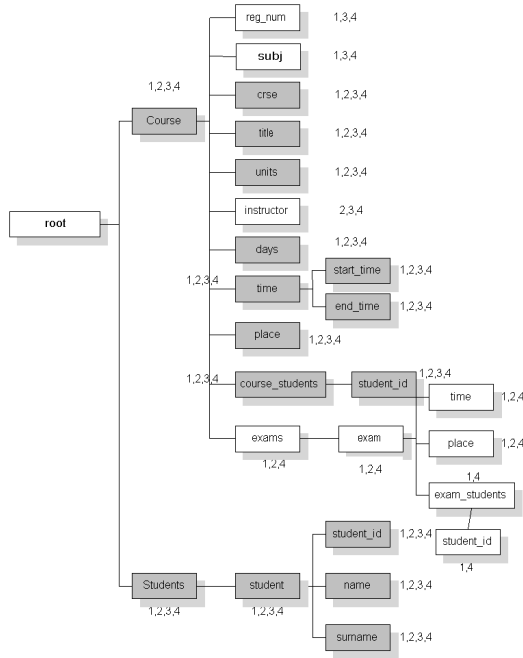 reg_num 1,3,4
subj 1,3,4
1,2,3,4
crse 1,2,3,4
Course
title 1,2,3,4
units 1,2,3,4
root
instructor 2,3,4
days 1,2,3,4
start_time 1,2,3,4
1,2,3,4 time
end_time 1,2,3,4
place 1,2,3,4
1,2,3,4 course_students student_id 1,2,3,4
time 1,2,4
exams exam place 1,2,4
1,2,4 1,2,4
1,4
exam_students
student_id 1,2,3,4 student_id
1,4
Students student name 1,2,3,4
1,2,3,4 1,2,3,4
surname 1,2,3,4